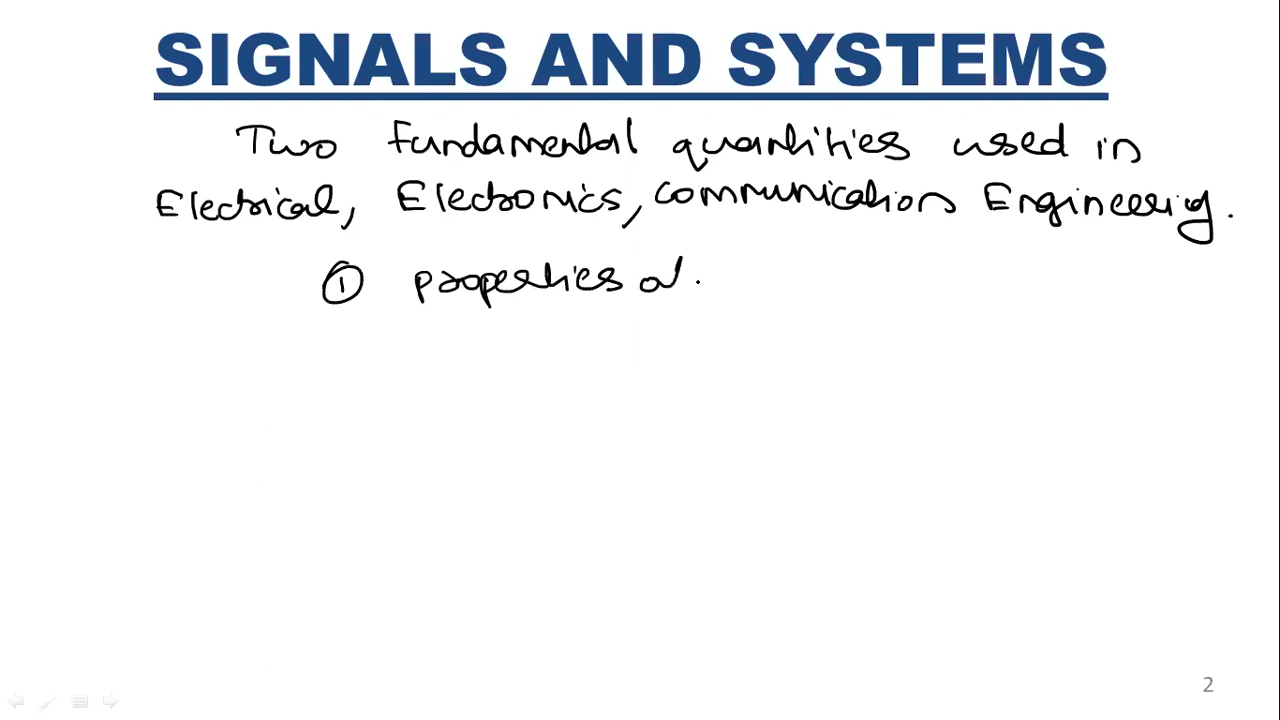 SIGNALS AND SYSTEMS
Two Fundamental quantities used in
Electrical, Electronics, Communication Engineering.
① properties of
2